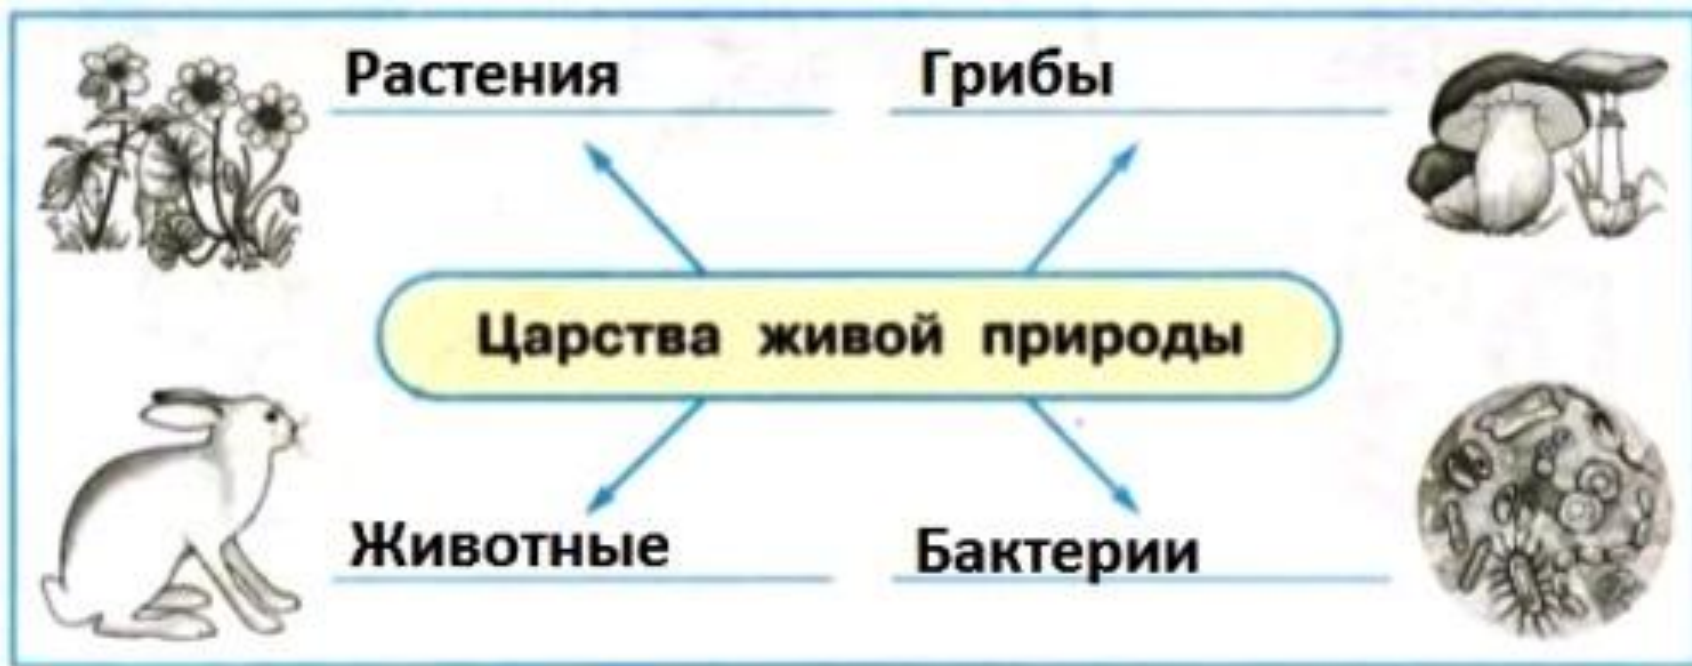 Растения
Грибы
Царства живой природы
Животные
Бактерии